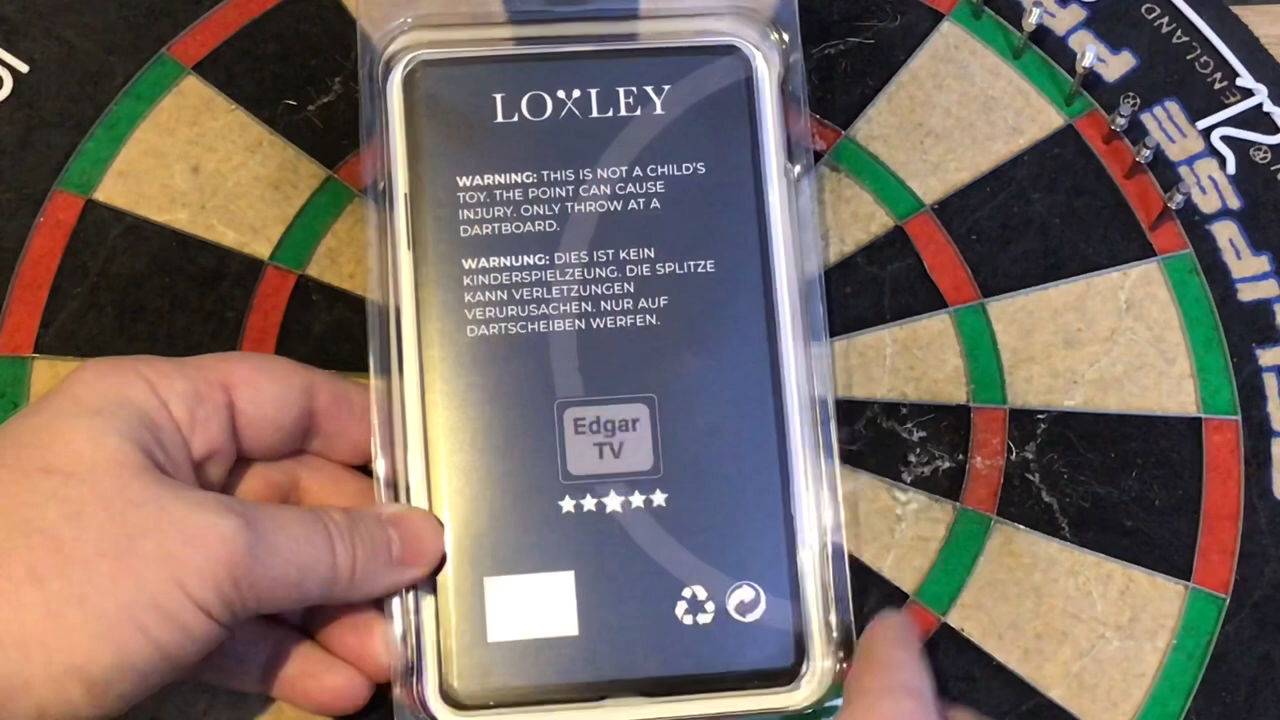 LOXLEY
WARNING: THIS IS NOT A CHILD'S
TOY. THE POINT CAN CAUSE
INJURY. ONLY THROW AT A
DARTBOARD.
WARNUNG: DIES IST KEIN
KINDERSPIELZEUNG. DIE SPLITZE
KANN VERLETZUNGEN
VERURUSACHEN. NUR AUF
DARTSCHEIBEN WERFEN.
Edgar
TV
ENGLAND